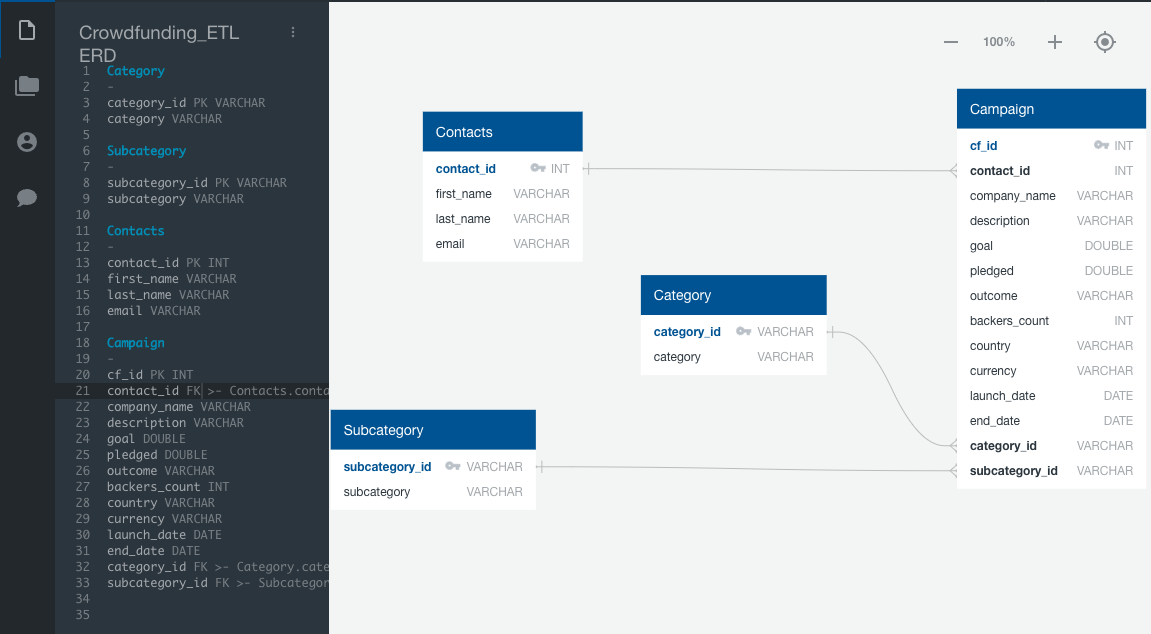 Crowdfunding_ETL
ERD
1 Category
2 -
3 category_id PK VARCHAR
4 category VARCHAR
5
6 Subcategory
7 -
8 subcategory_id PK VARCHAR
9 subcategory VARCHAR
10
11 Contacts
12 -
13 contact_id PK INT
14 first_name VARCHAR
15 last_name VARCHAR
16 email VARCHAR
17
18 Campaign
19 -
20 cf_id PK INT
21 contact_id FK >- Contacts.conta
22 company_name VARCHAR
23 description VARCHAR
24 goal DOUBLE
25 pledged DOUBLE
26 outcome VARCHAR
27 backers_count INT
28 country VARCHAR
29 currency VARCHAR
30 launch_date DATE
31 end_date DATE
32 category_id FK >- Category.cate
33 subcategory_id FK >- Subcategor
34
35
100%
Contacts
contact_id INT
first_name VARCHAR
last_name VARCHAR
email VARCHAR
Category
category_id VARCHAR
category VARCHAR
Subcategory
subcategory_id VARCHAR
subcategory VARCHAR
Campaign
cf_id INT
contact_id INT
company_name VARCHAR
description VARCHAR
goal DOUBLE
pledged DOUBLE
outcome VARCHAR
backers_count INT
country VARCHAR
currency VARCHAR
launch_date DATE
end_date DATE
category_id VARCHAR
subcategory_id VARCHAR